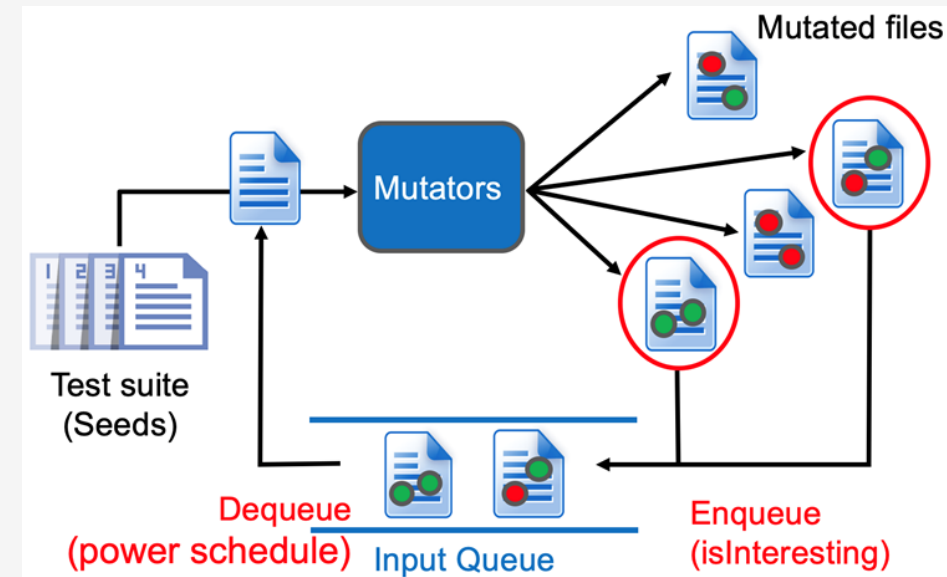 Mutated files
Mutators
1 2 3 4
Test suite
(Seeds)
Dequeue
(power schedule)
Input Queue
Enqueue
(isInteresting)